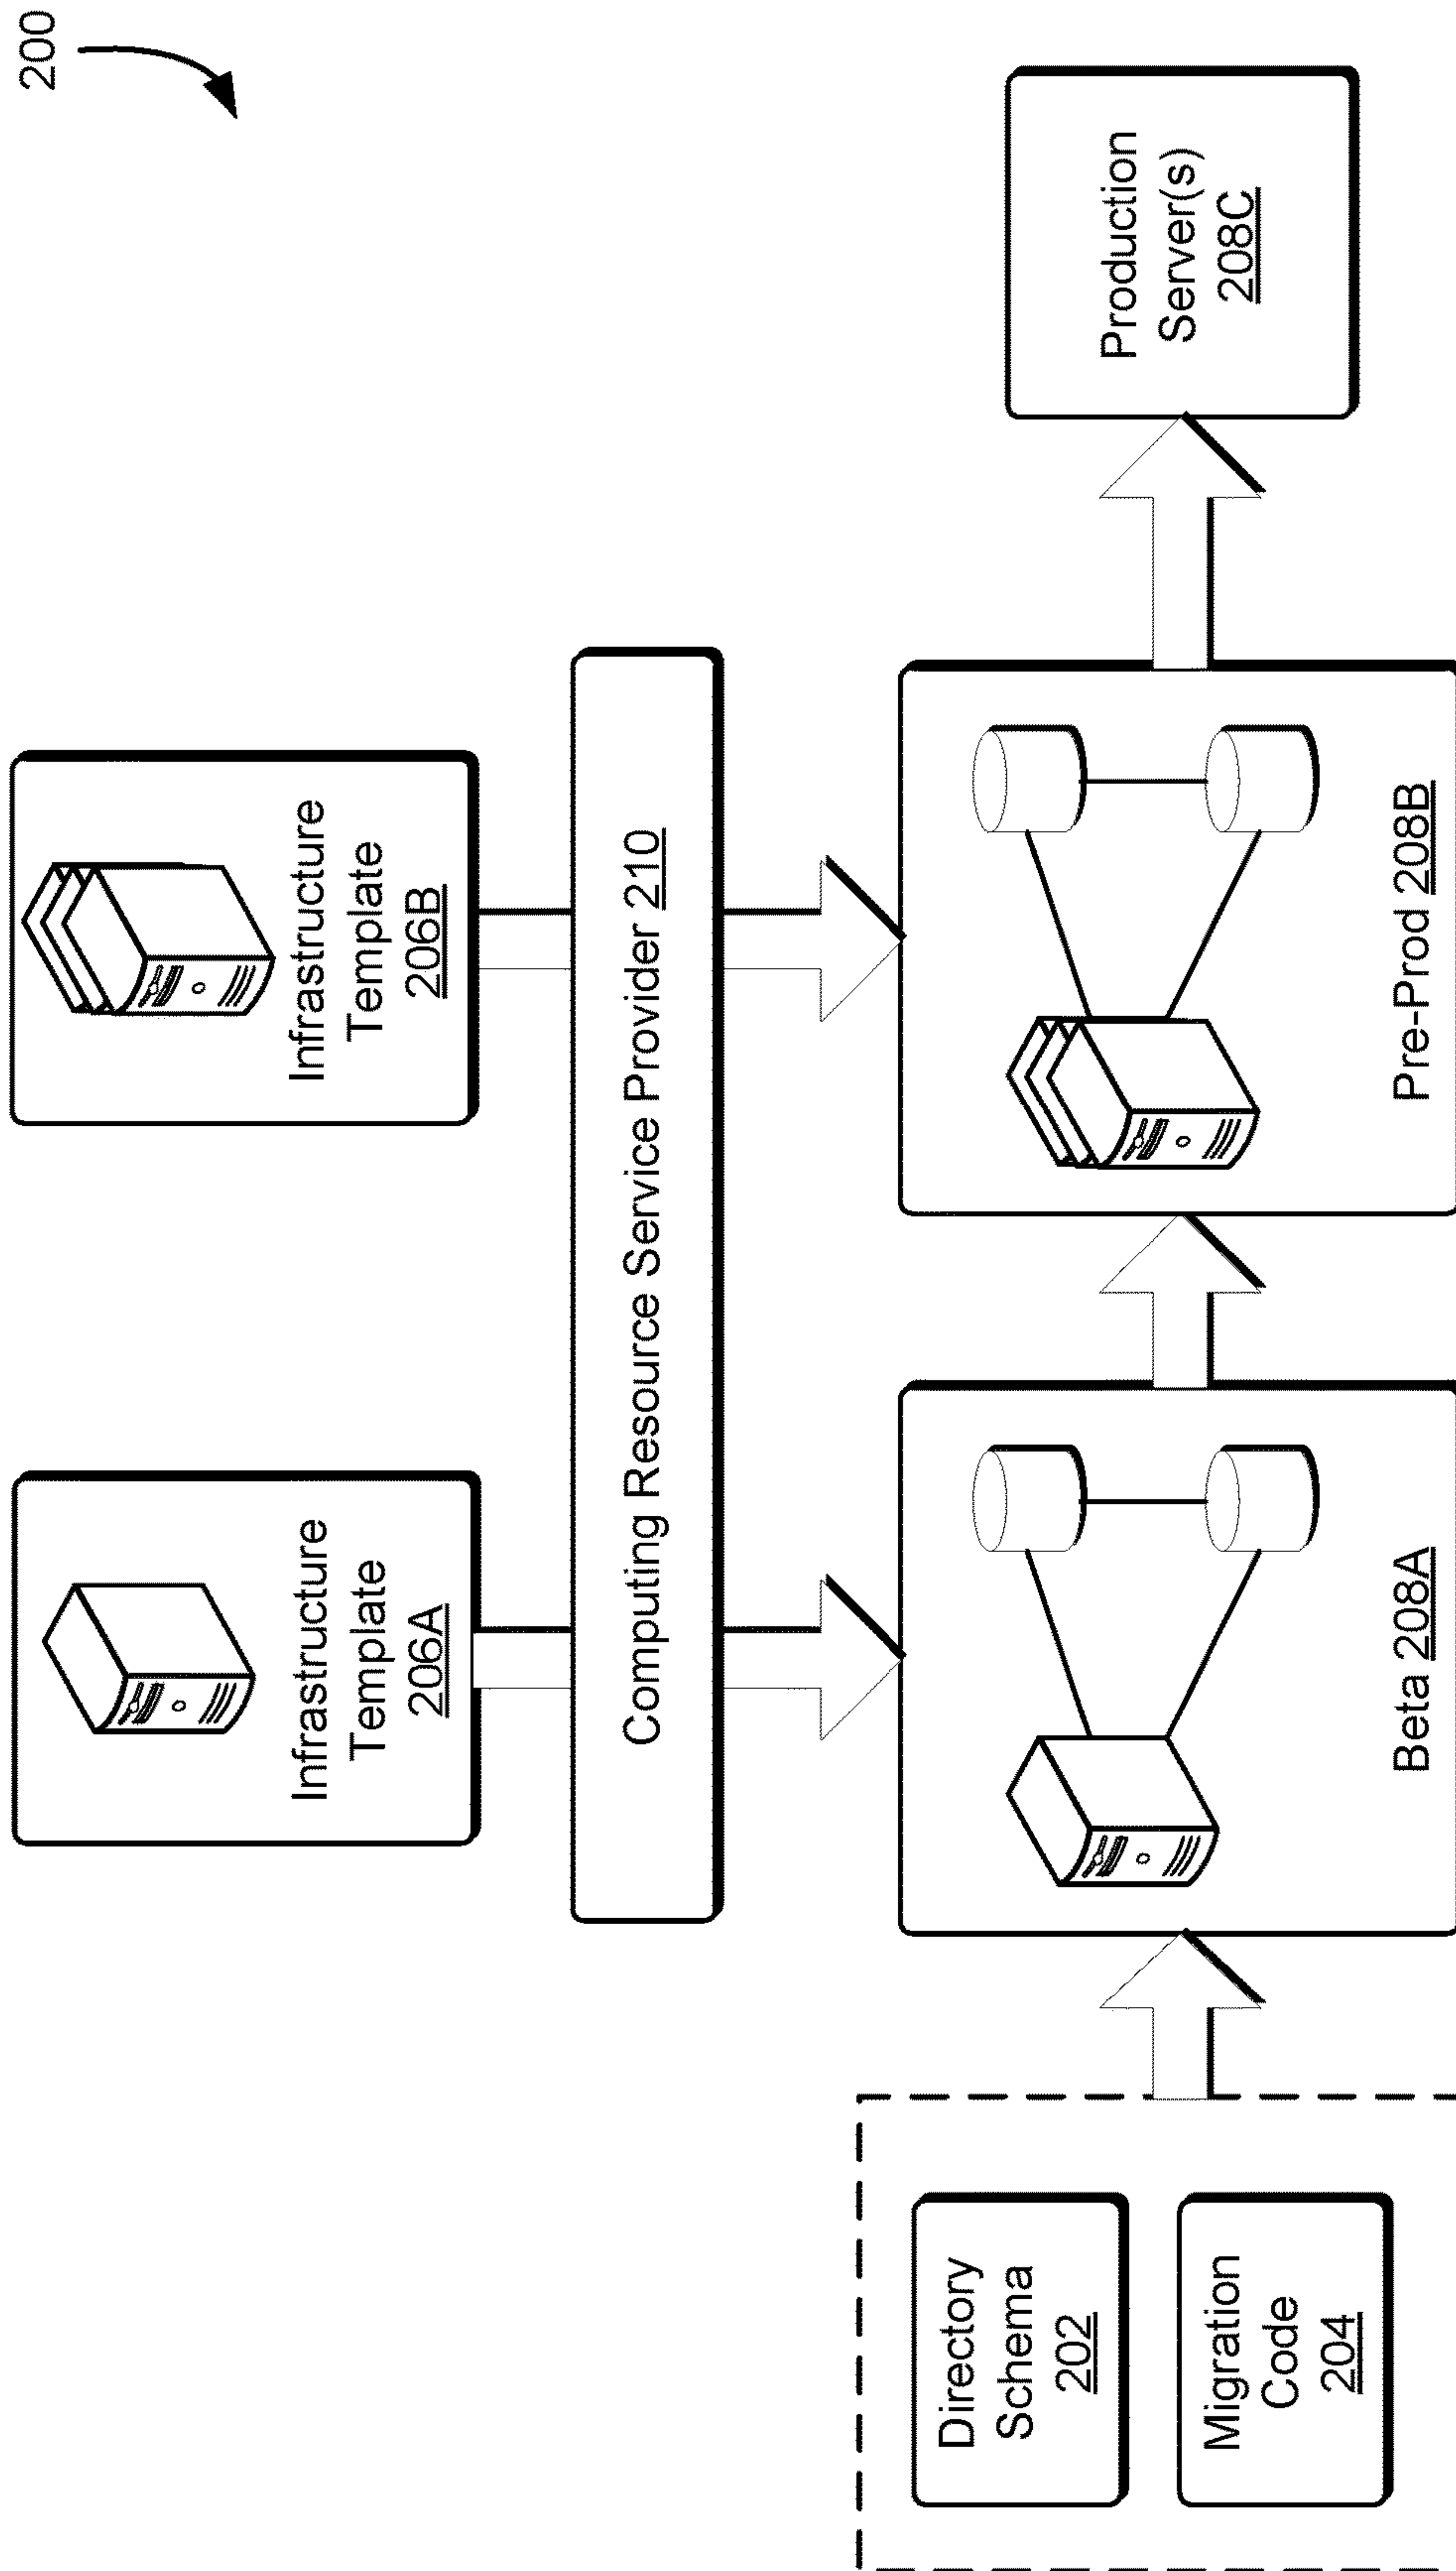 200
Infrastructure
Template
206A
Infrastructure
Template
206B
Computing Resource Service Provider 210
Directory
Schema
202
Migration
Code
204
Beta 208A
Pre-Prod 208B
Production
Server(s)
208C